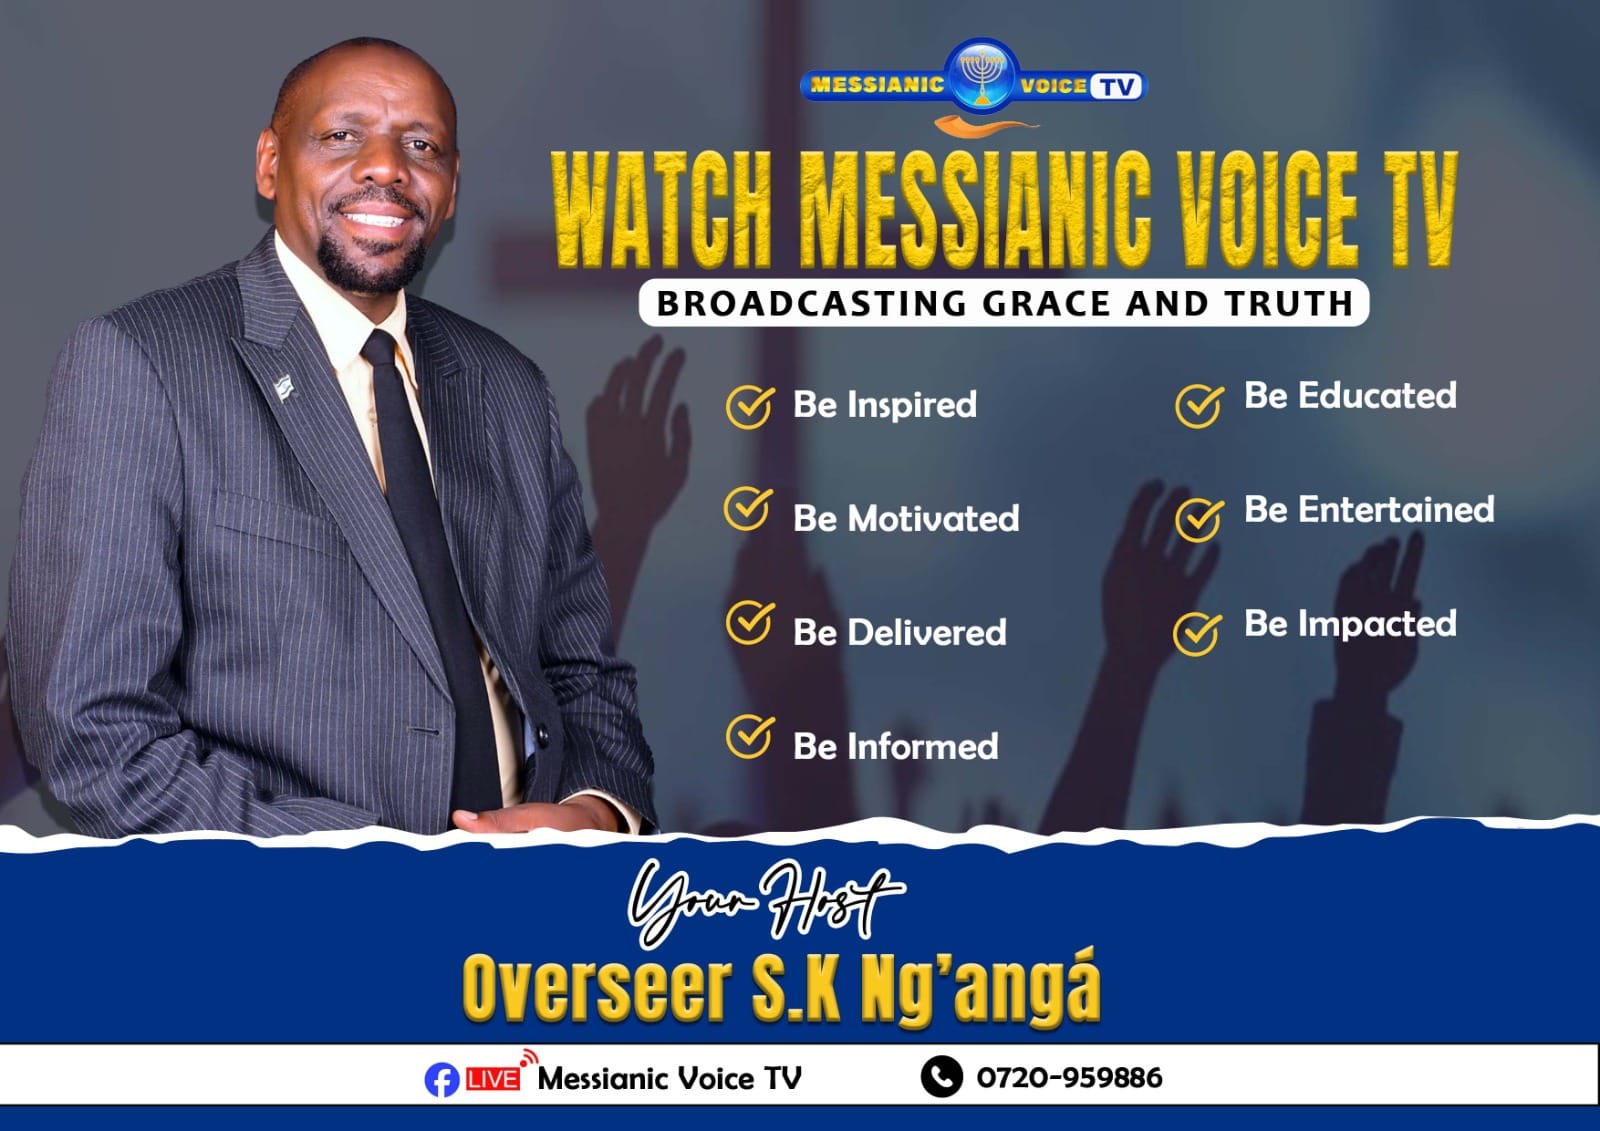 MESSIANIC VOICE TV
WATCH MESSIANIC VOICE TV
BROADCASTING GRACE AND TRUTH
Be Inspired
Be Motivated
Be Delivered
Be Informed
Be Educated
Be Entertained
Be Impacted
Your Host
Overseer S.K Ng’angá
LIVE Messianic Voice TV
0720-959886